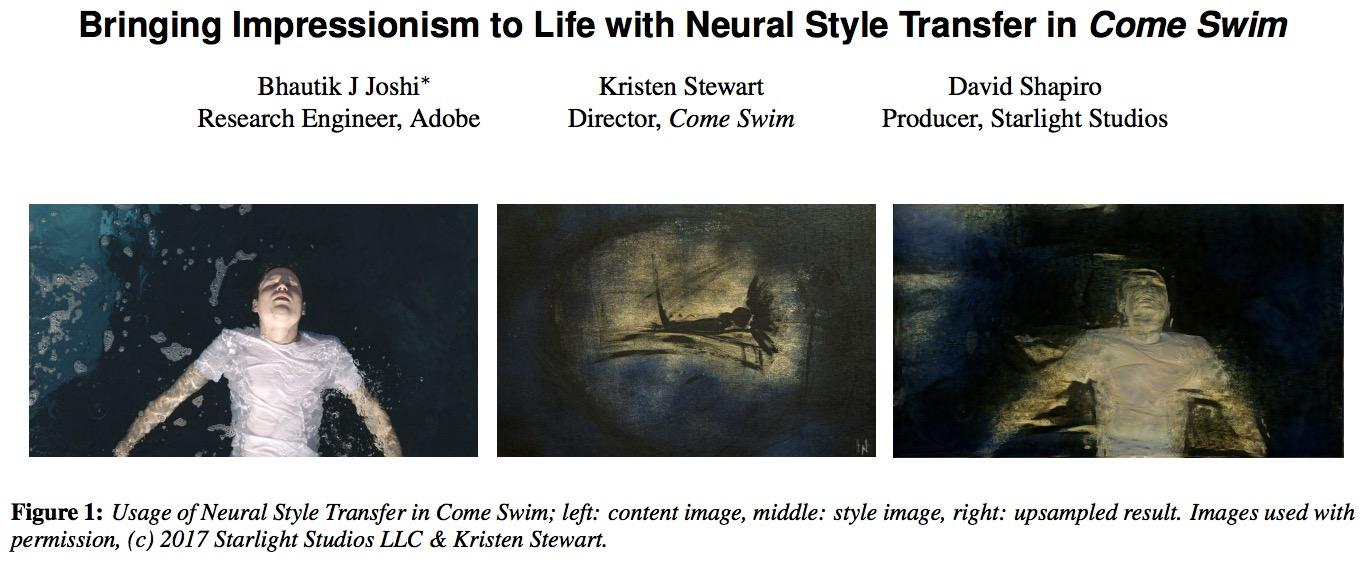 Bringing Impressionism to Life with Neural Style Transfer in Come Swim
Bhautik J Joshi*
Kristen Stewart
David Shapiro
Research Engineer, Adobe
Director, Come Swim
Producer, Starlight Studios
IN
Figure 1: Usage of Neural Style Transfer in Come Swim; left: content image, middle: style image, right: upsampled result. Images used with
permission, (c) 2017 Starlight Studios LLC & Kristen Stewart.